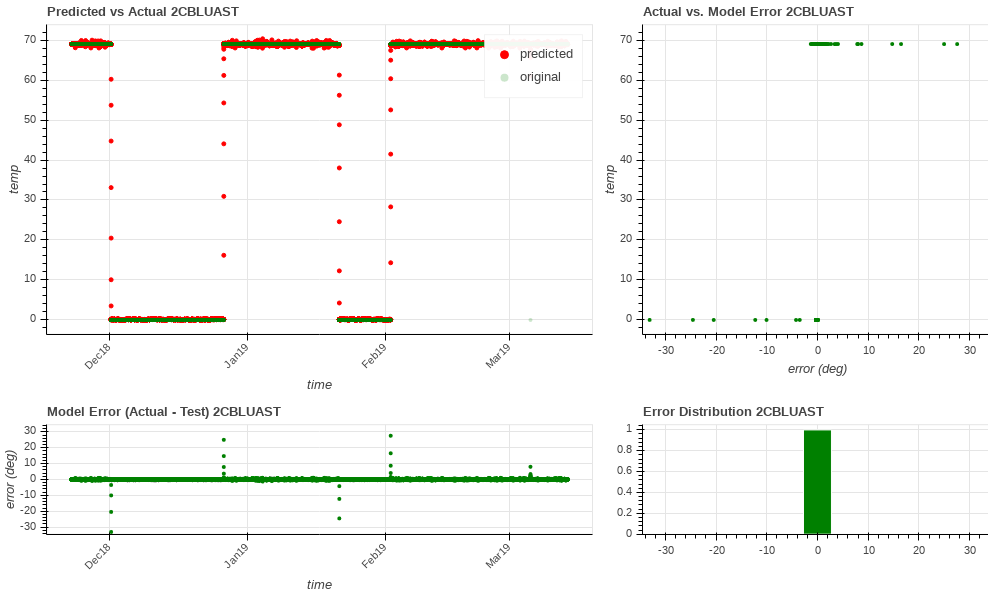 Predicted vs Actual 2CBLUAST
temp
70
60
50
40
30
20
10
0
predicted
original
Dec18
Jan19
Feb19
Mar19
time
Actual vs. Model Error 2CBLUAST
temp
70
60
50
40
30
20
10
0
-30
-20
-10
0
10
20
30
error (deg)
Model Error (Actual - Test) 2CBLUAST
error (deg)
30
20
10
0
-10
-20
-30
Dec18
Jan19
Feb19
Mar19
time
Error Distribution 2CBLUAST
1
0.8
0.6
0.4
0.2
0
-30
-20
-10
0
10
20
30